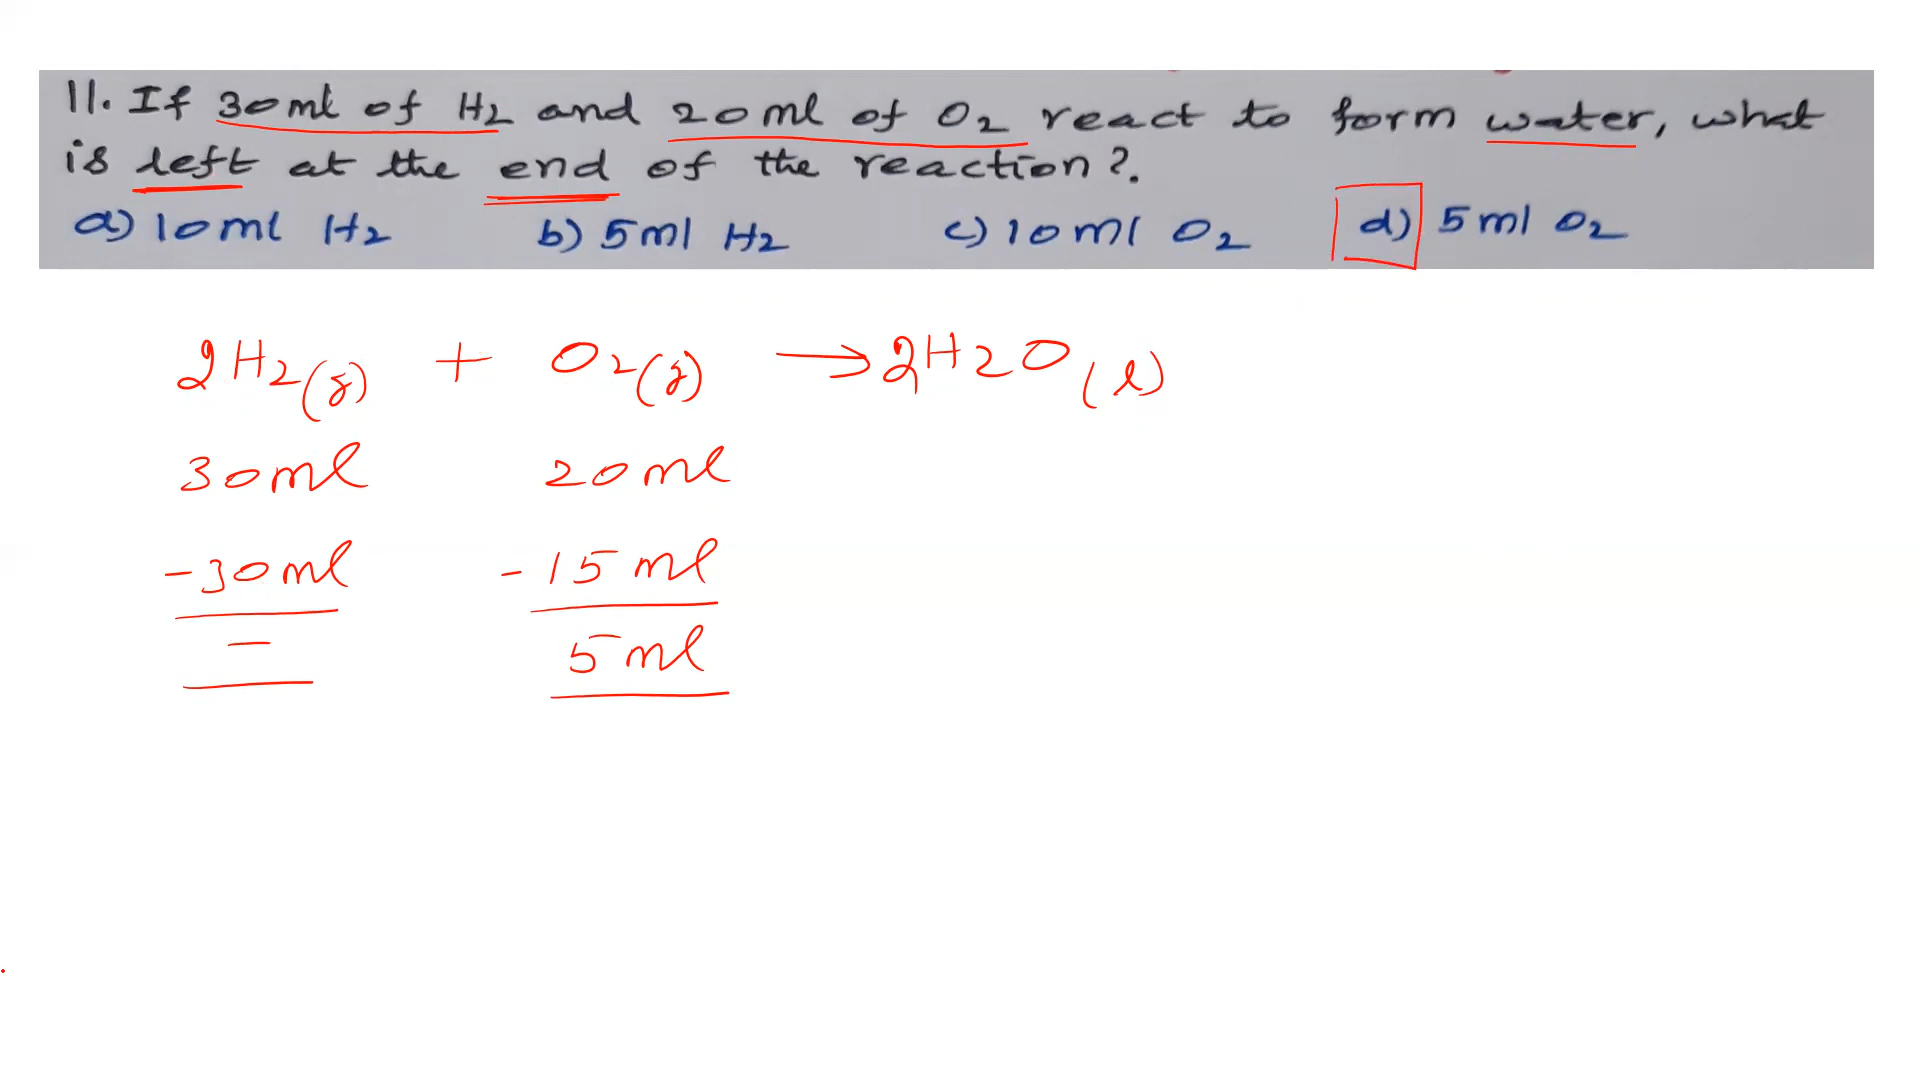 11. If 30ml of H2 and 20ml of O2 react to form water, what
is left at the end of the reaction?.
a) 10ml H2 b) 5ml H2 c) 10ml O2 d) 5ml O2
2H2(g) + O2(g) → 2H2O(l)
30ml 20ml
-30ml - 15ml
– 5ml